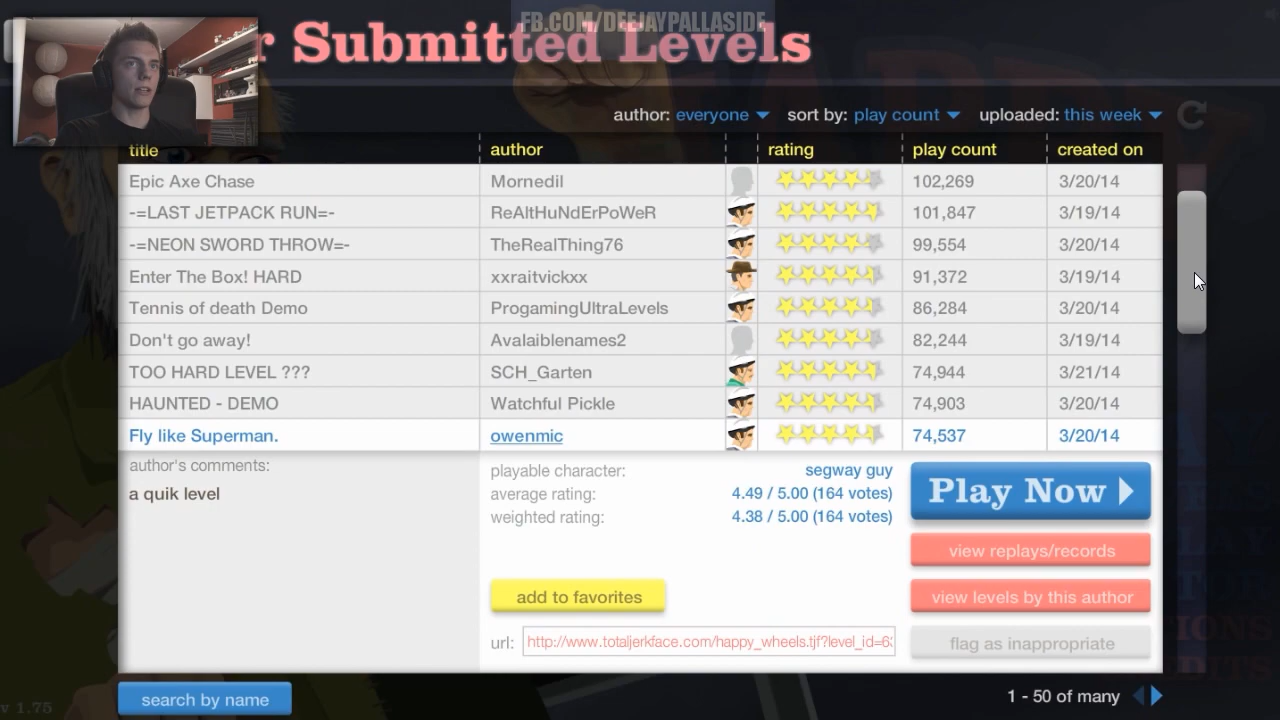 FB.COM/DEEJAYPALLASIDE
r Submitted Levels
author: everyone sort by: play count uploaded: this week
title author rating play count created on
Epic Axe Chase Mornedil 102,269 3/20/14
-=LAST JETPACK RUN=- ReAltHuNdErPoWeR 101,847 3/19/14
-=NEON SWORD THROW=- TheRealThing76 99,554 3/20/14
Enter The Box! HARD xxraitvickxx 91,372 3/19/14
Tennis of death Demo ProgamingUltraLevels 86,284 3/20/14
Don't go away! Avalaiblenames2 82,244 3/19/14
TOO HARD LEVEL ??? SCH_Garten 74,944 3/21/14
HAUNTED - DEMO Watchful Pickle 74,903 3/20/14
Fly like Superman. owenmic 74,537 3/20/14
author's comments: playable character: segway guy
a quik level average rating: 4.49 / 5.00 (164 votes) Play Now
weighted rating: 4.38 / 5.00 (164 votes)
view replays/records
add to favorites view levels by this author
url: http://www.totaljerkface.com/happy_wheels.tjf?level_id=6 flag as inappropriate
search by name 1 - 50 of many
v 1.75